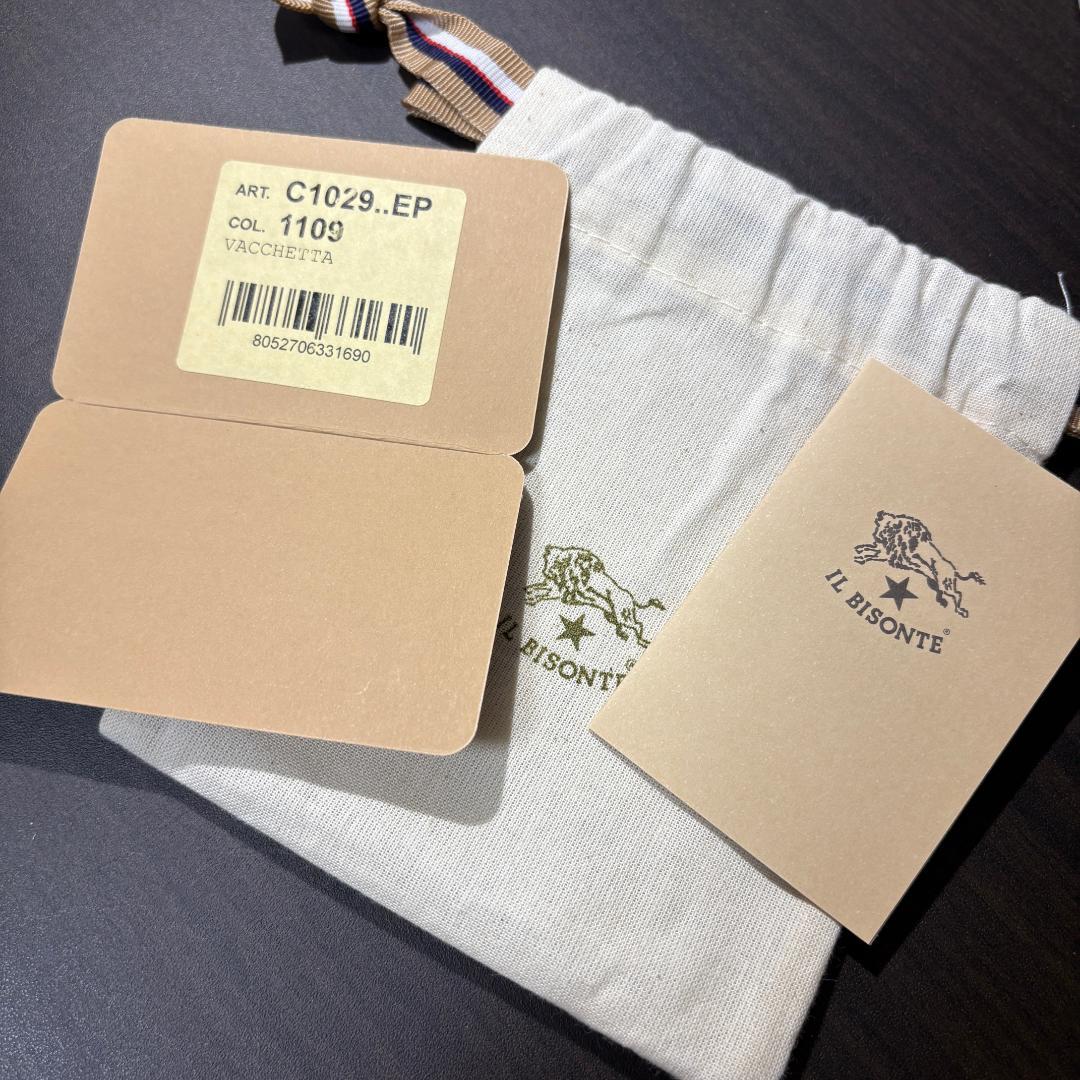 ART. C1029..EP
COL. 1109
VACCHETTA
8052706331690
IL BISONTE®
IL BISONTE®